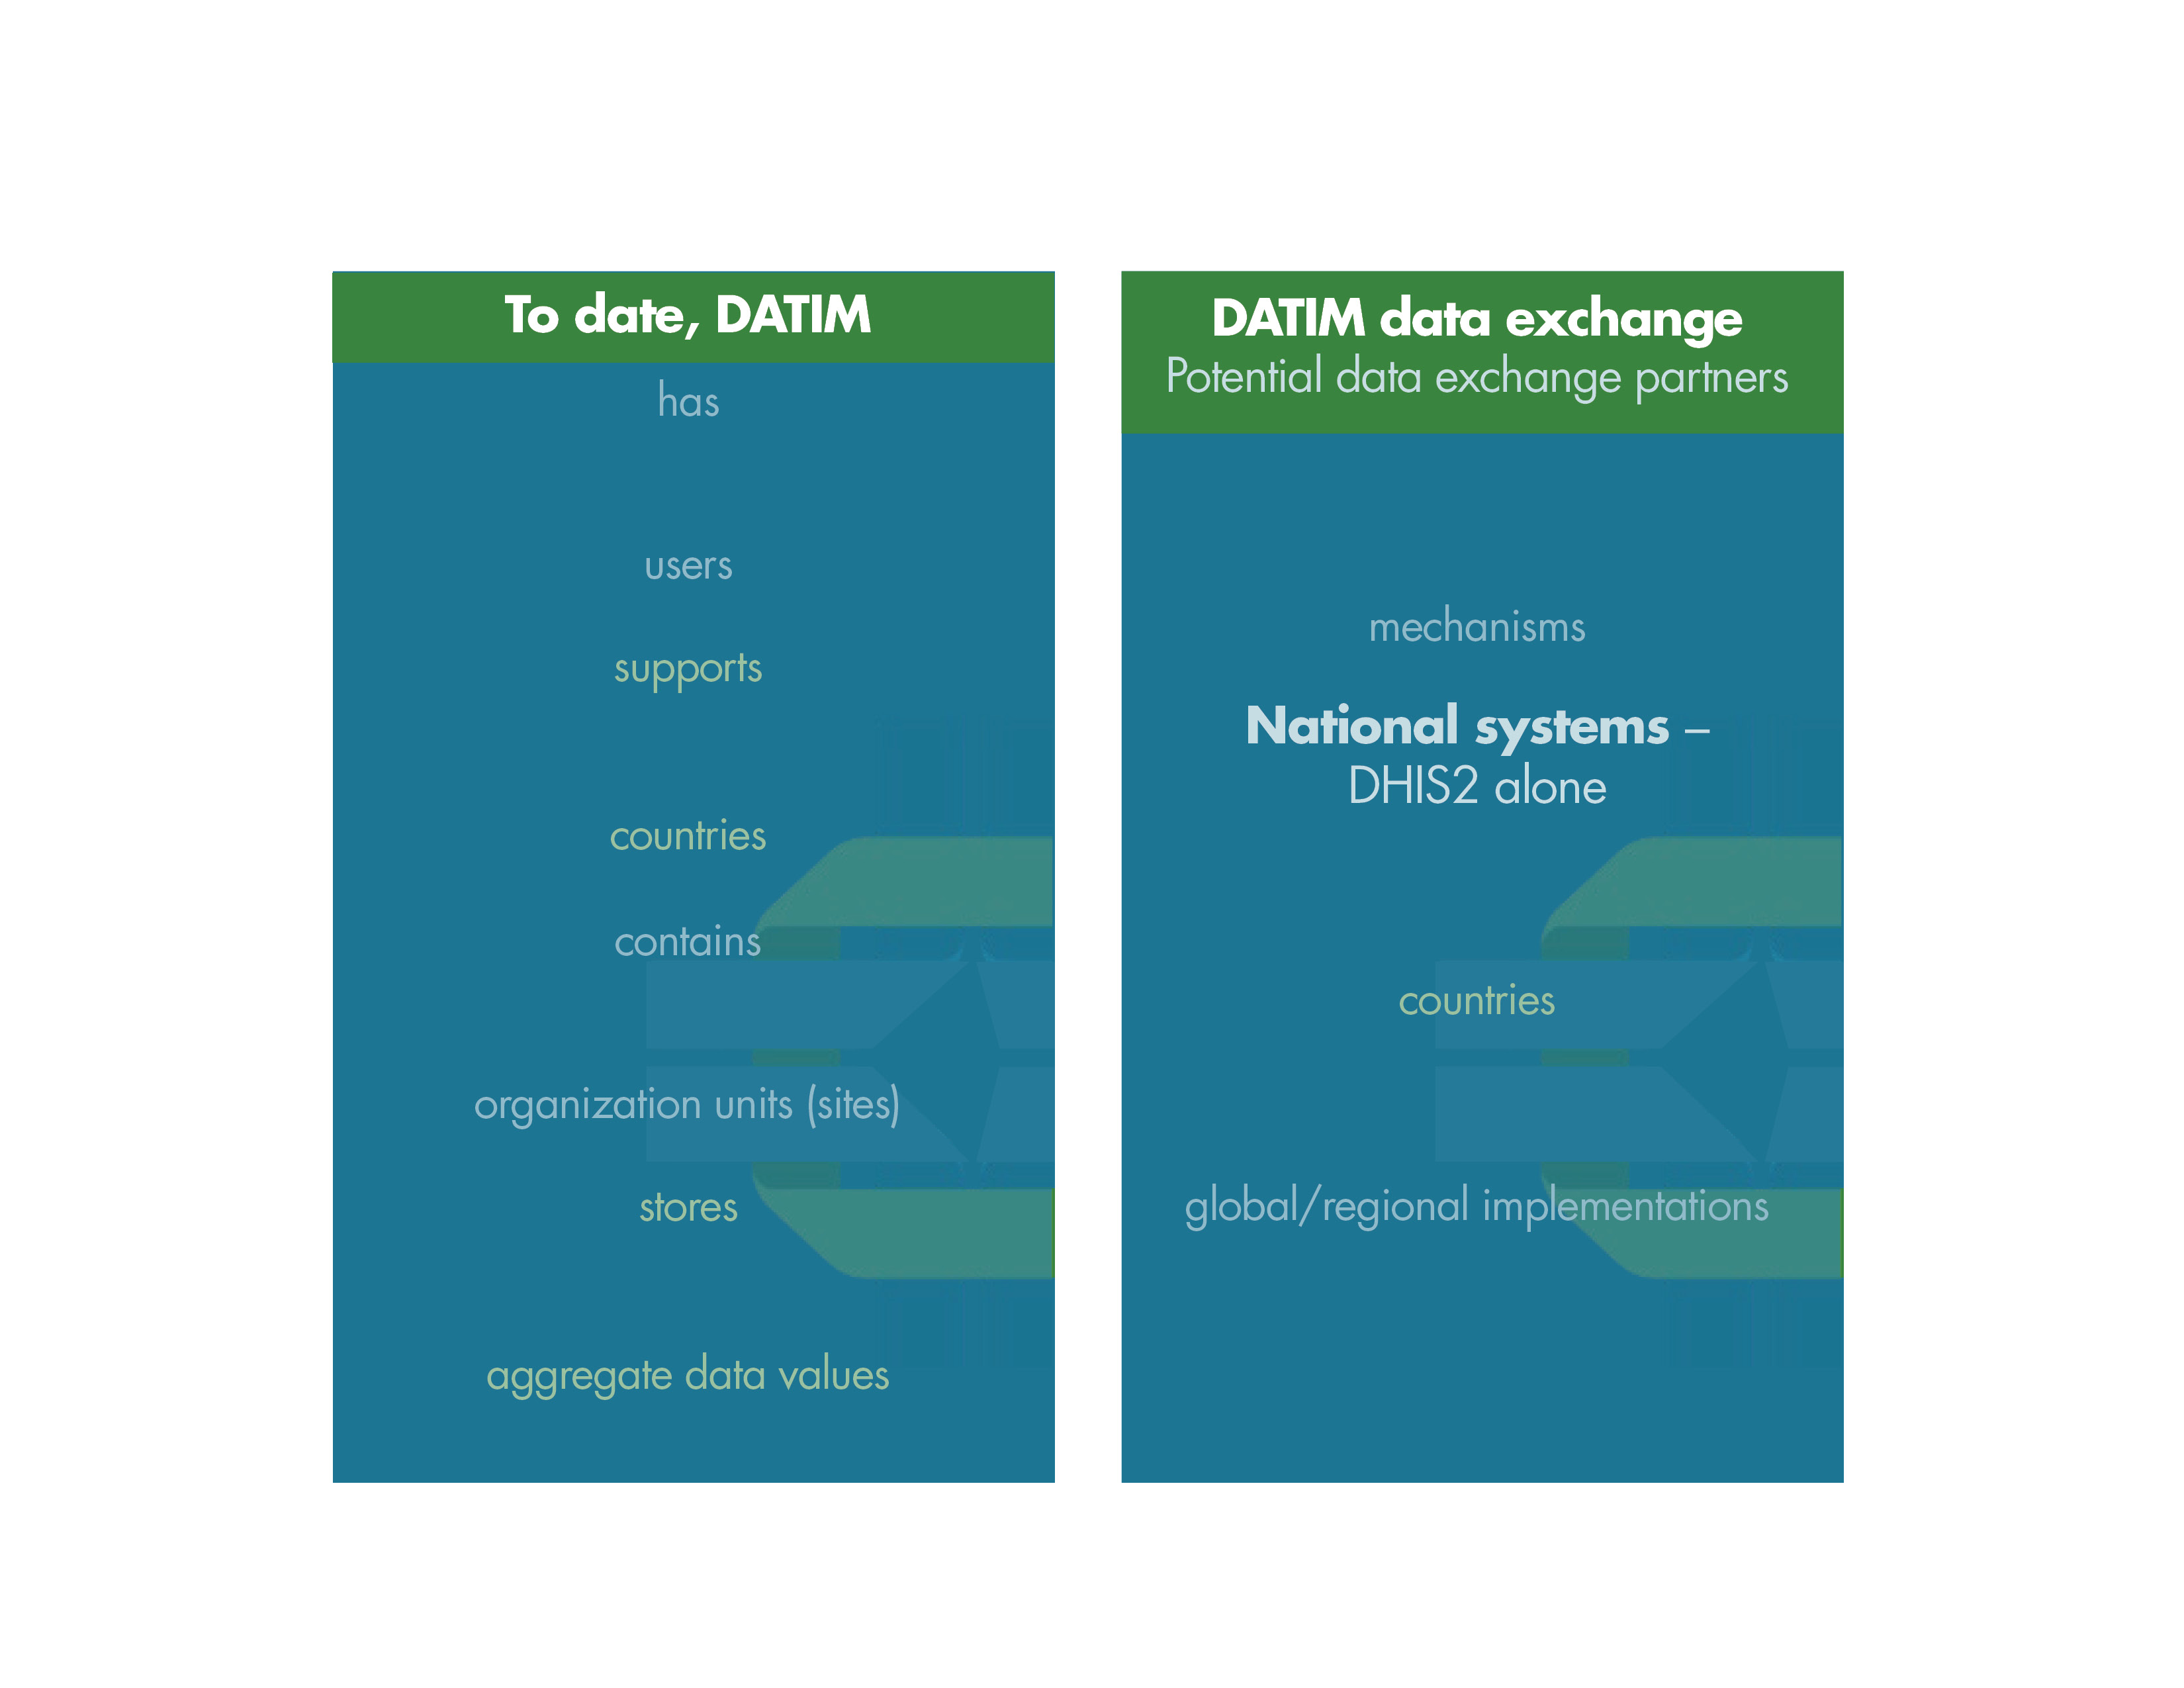 To date, DATIM
has
users
supports
countries
contains
organization units (sites)
stores
aggregate data values
DATIM data exchange
Potential data exchange partners
mechanisms
National systems –
DHIS2 alone
countries
global/regional implementations